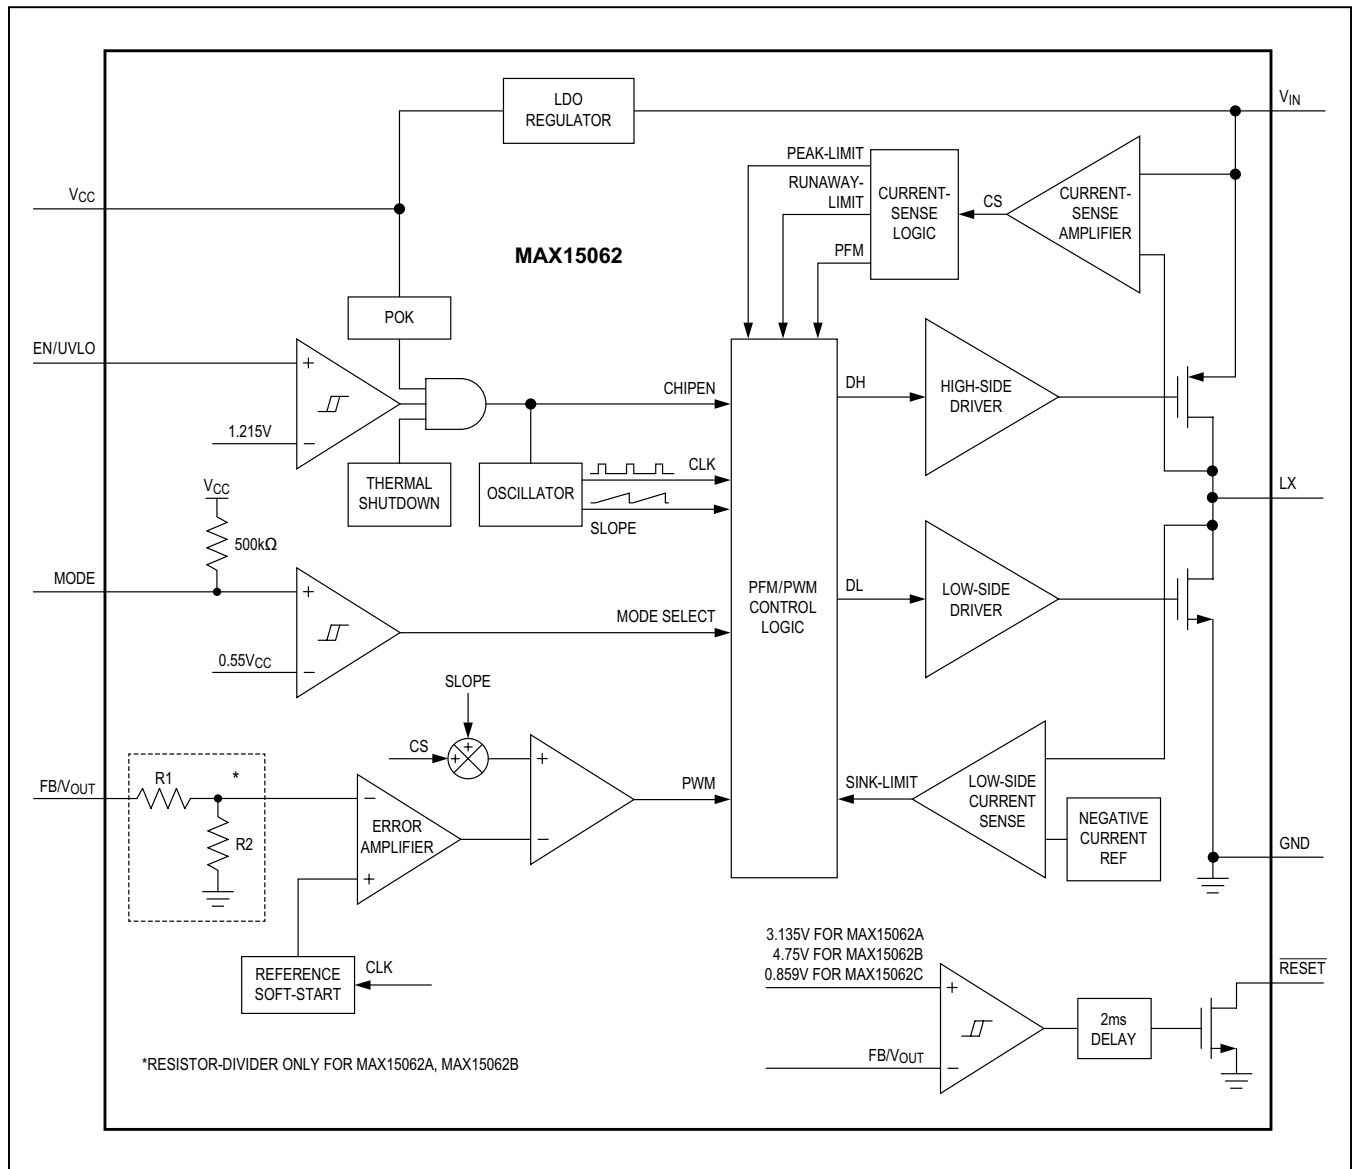 LDO
REGULATOR
VIN
PEAK-LIMIT
RUNAWAY-
LIMIT
PFM
CURRENT-
SENSE
LOGIC
CS
CURRENT-
SENSE
AMPLIFIER
VCC
MAX15062
POK
EN/UVLO
+
1.215V
−
THERMAL
SHUTDOWN
CHIPEN
OSCILLATOR
CLK
SLOPE
DH
HIGH-SIDE
DRIVER
LX
VCC
500kΩ
MODE
+
0.55VCC
−
MODE SELECT
PFM/PWM
CONTROL
LOGIC
DL
LOW-SIDE
DRIVER
SLOPE
CS
+
+
+
−
PWM
FB/VOUT
R1
*
R2
−
ERROR
AMPLIFIER
+
SINK-LIMIT
LOW-SIDE
CURRENT
SENSE
NEGATIVE
CURRENT
REF
GND
REFERENCE
SOFT-START
CLK
3.135V FOR MAX15062A
4.75V FOR MAX15062B
0.859V FOR MAX15062C
+
FB/VOUT
−
2ms
DELAY
RESET
*RESISTOR-DIVIDER ONLY FOR MAX15062A, MAX15062B